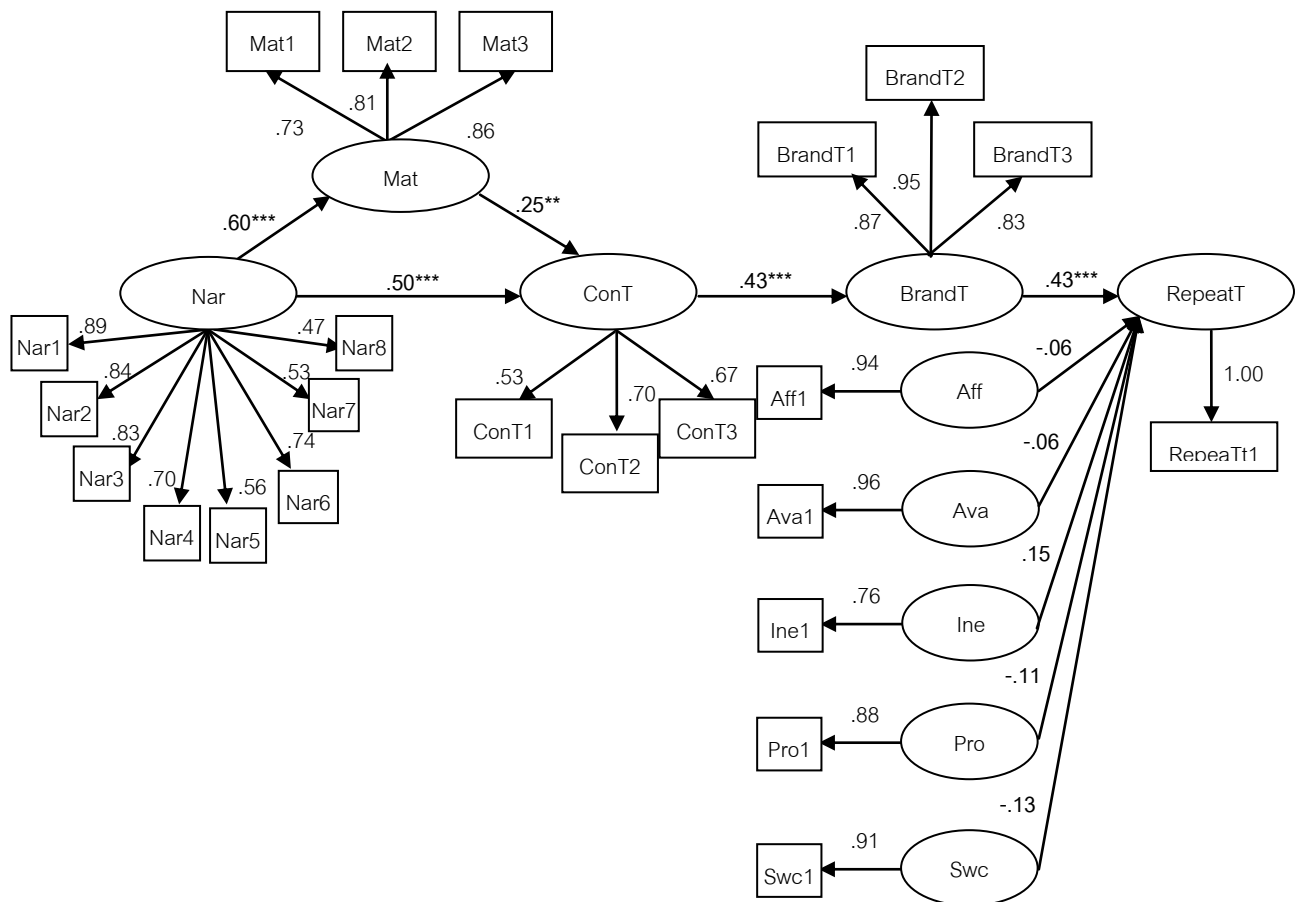 Mat1
Mat2
Mat3
.73
.81
.86
Mat
BrandT2
BrandT1
BrandT3
.87
.95
.83
.60***
.25**
Nar
.50***
ConT
.43***
BrandT
.43***
RepeatT
Nar1
.89
Nar2
.84
Nar3
.83
Nar4
.70
Nar5
.56
Nar6
.74
Nar7
.53
Nar8
.47
ConT1
.53
ConT2
.70
ConT3
.67
Aff1
.94
Aff
-.06
1.00
RepeaTt1
Ava1
.96
Ava
-.06
Ine1
.76
Ine
.15
Pro1
.88
Pro
-.11
Swc1
.91
Swc
-.13